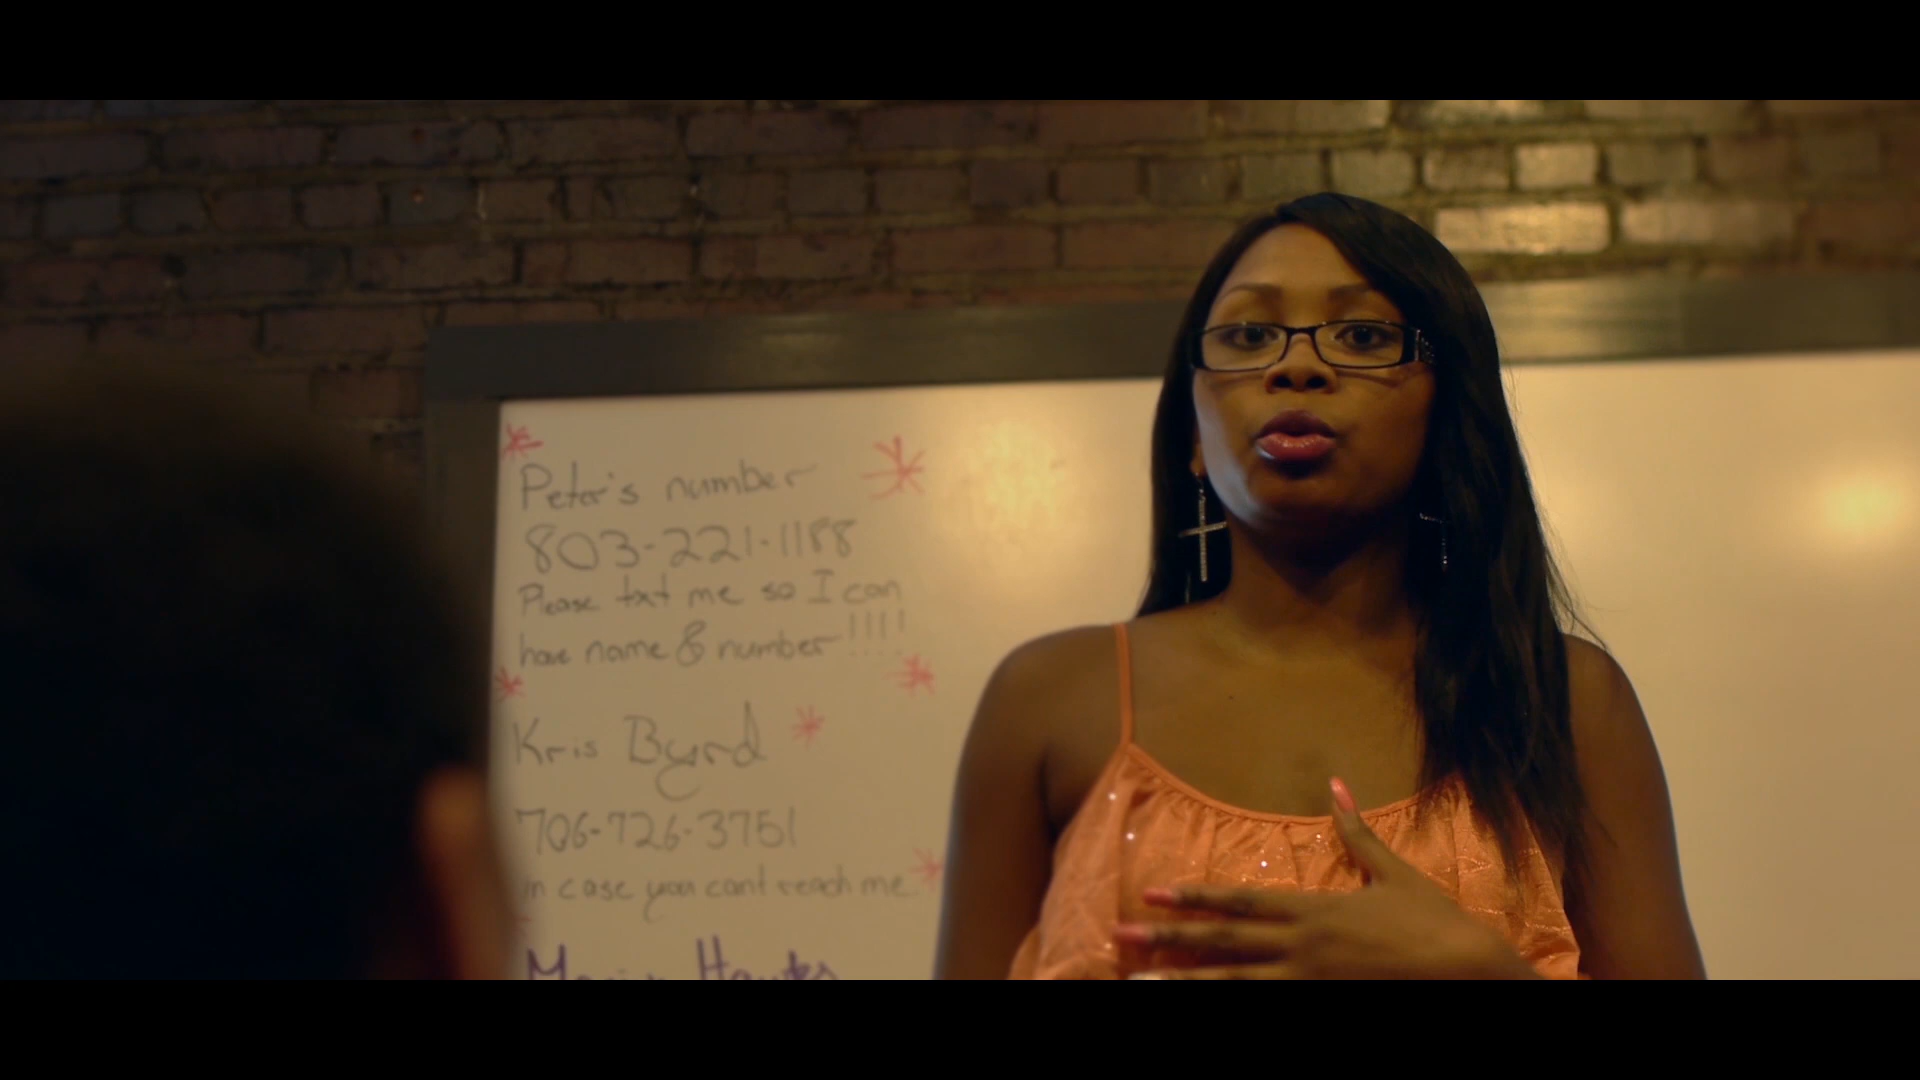 Peter's number
803-221-1188
Please txt me so I can
have name & number !!!!
Kris Byrd
706-726-3751
in case you cant reach me